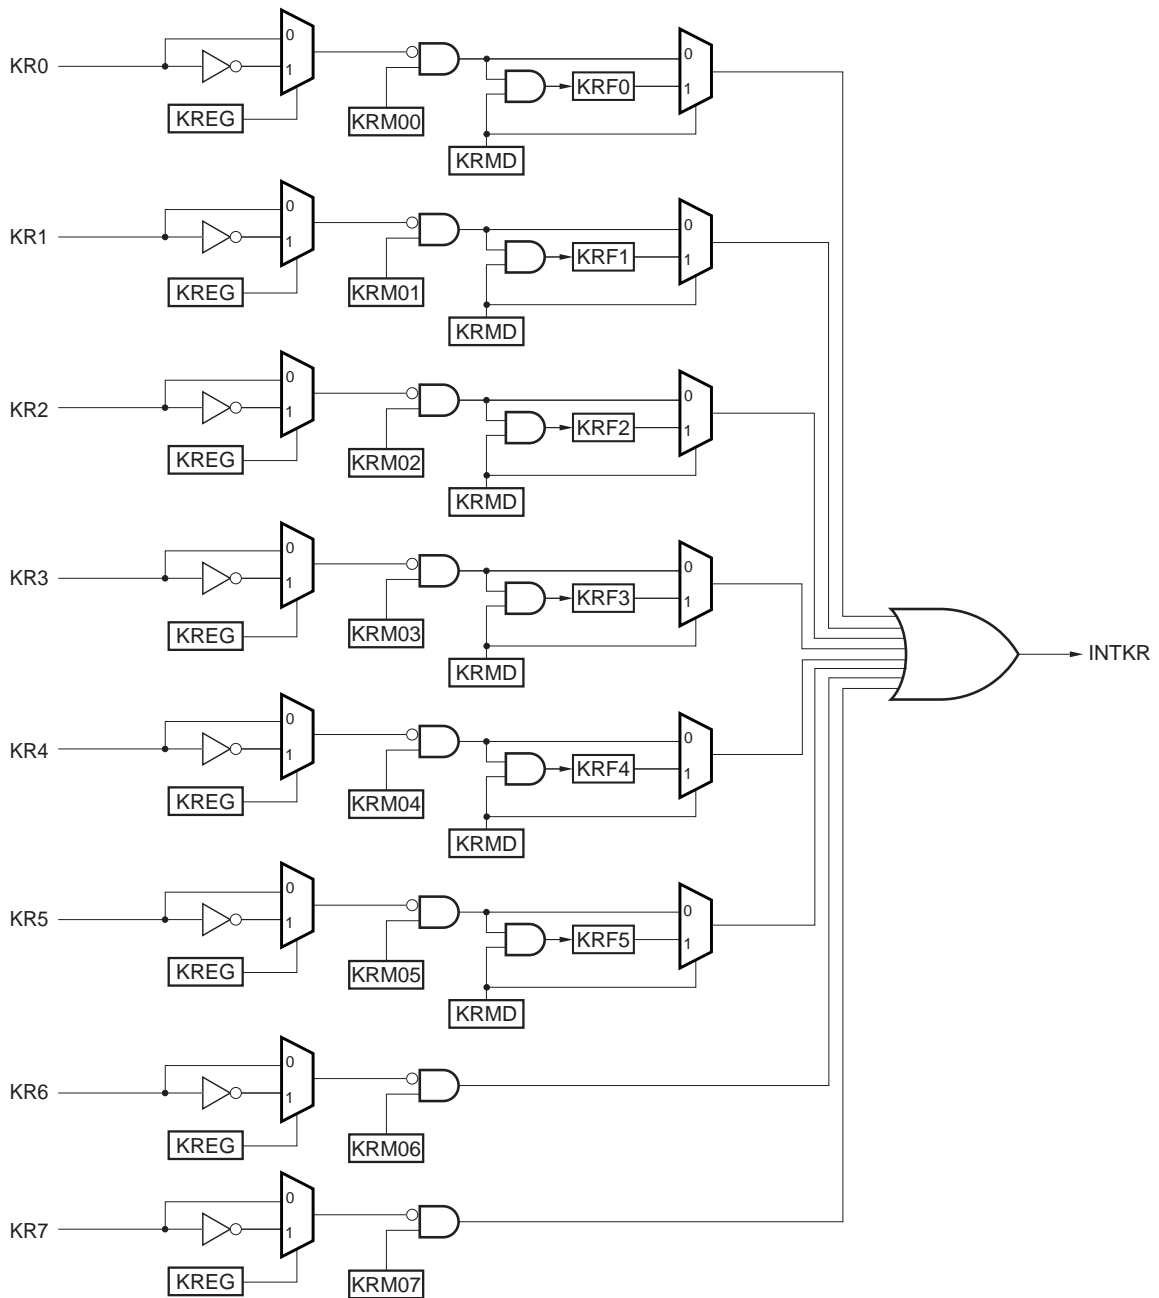 0
KR0
1
KREG
KRM00
KRF0
0
1
KRMD
0
KR1
1
KREG
KRM01
KRF1
0
1
KRMD
0
KR2
1
KREG
KRM02
KRF2
0
1
KRMD
0
KR3
1
KREG
KRM03
KRF3
0
1
KRMD
INTKR
0
KR4
1
KREG
KRM04
KRF4
0
1
KRMD
0
KR5
1
KREG
KRM05
KRF5
0
1
KRMD
0
KR6
1
KREG
KRM06
0
KR7
1
KREG
KRM07